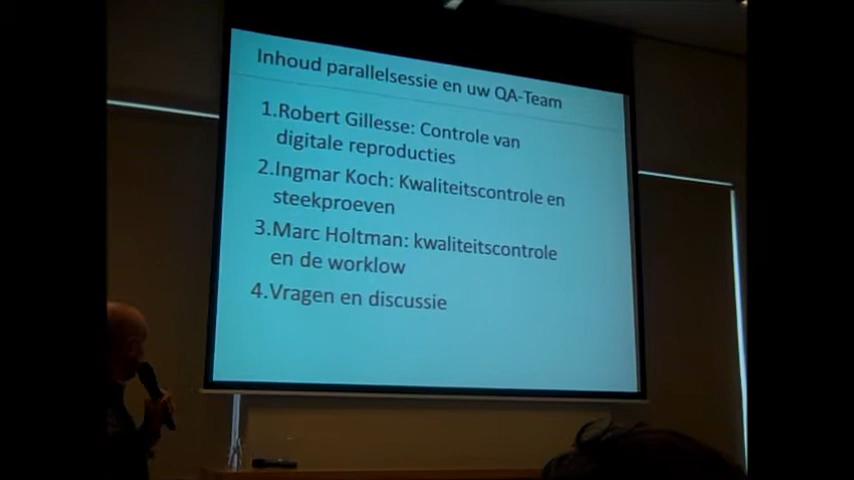 Inhoud parallelsessie en uw QA-Team
1.Robert Gillesse: Controle van
digitale reproducties
2.Ingmar Koch: Kwaliteitscontrole en
steekproeven
3.Marc Holtman: kwaliteitscontrole
en de worklow
4.Vragen en discussie